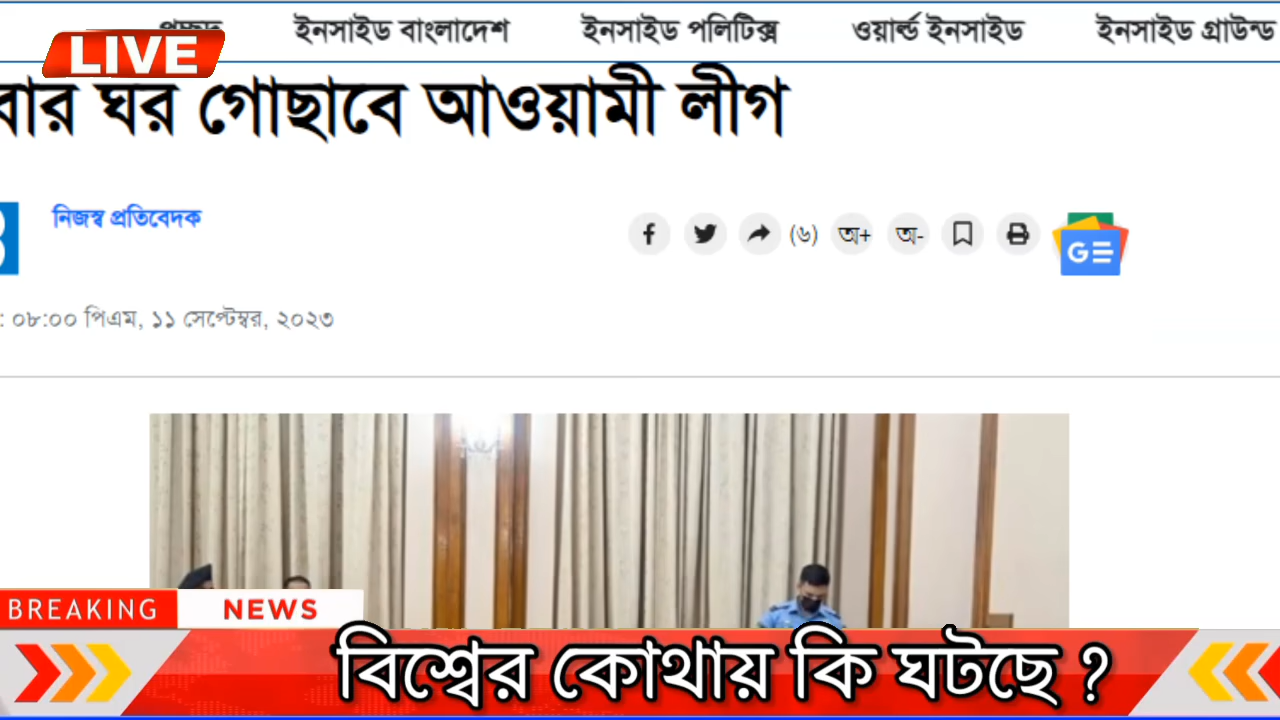 ইনসাইড বাংলাদেশ ইনসাইড পলিটিক্স ওয়ার্ল্ড ইনসাইড ইনসাইড গ্রাউন্ড
LIVE
বার ঘর গোছাবে আওয়ামী লীগ
নিজস্ব প্রতিবেদক
(৬) অ+ অ-
G
: ০৮:০০ পিএম, ১১ সেপ্টেম্বর, ২০২৩
BREAKING NEWS
বিশ্বের কোথায় কি ঘটছে ?